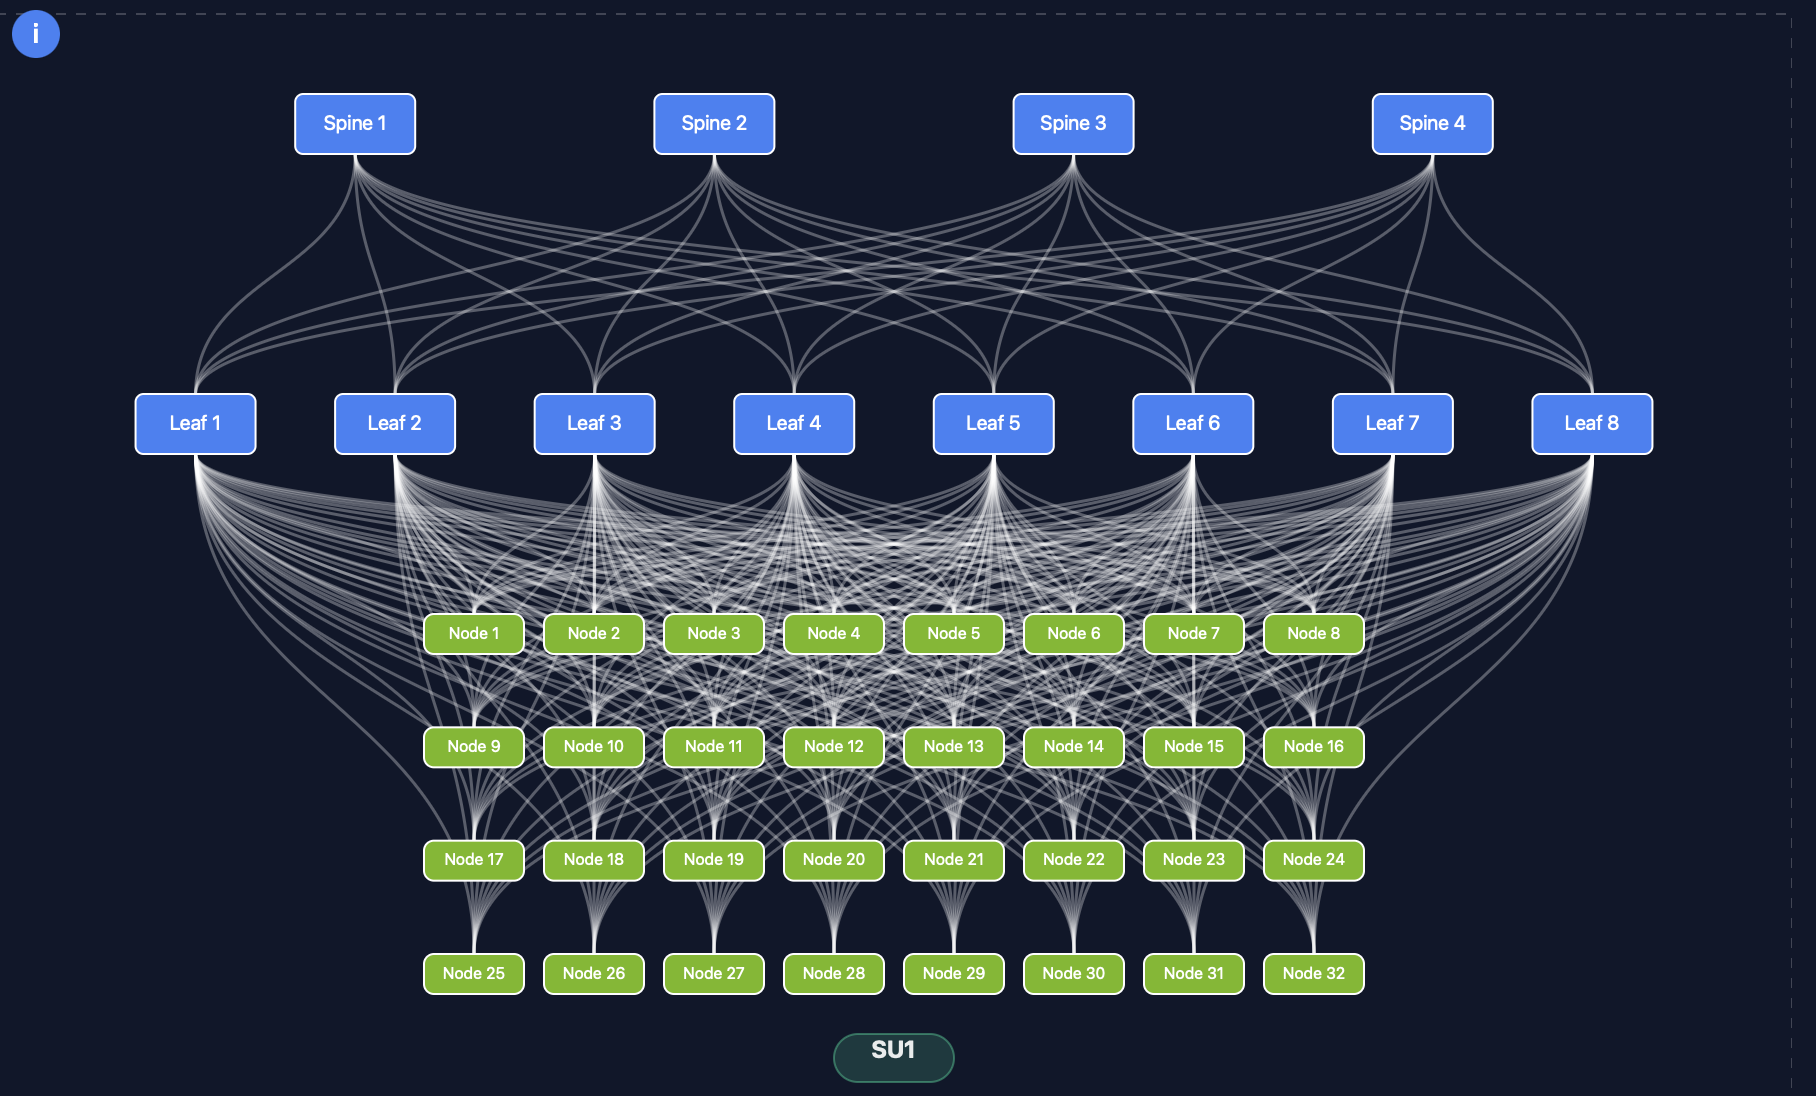 i
Spine 1
Spine 2
Spine 3
Spine 4
Leaf 1
Leaf 2
Leaf 3
Leaf 4
Leaf 5
Leaf 6
Leaf 7
Leaf 8
Node 1
Node 2
Node 3
Node 4
Node 5
Node 6
Node 7
Node 8
Node 9
Node 10
Node 11
Node 12
Node 13
Node 14
Node 15
Node 16
Node 17
Node 18
Node 19
Node 20
Node 21
Node 22
Node 23
Node 24
Node 25
Node 26
Node 27
Node 28
Node 29
Node 30
Node 31
Node 32
SU1